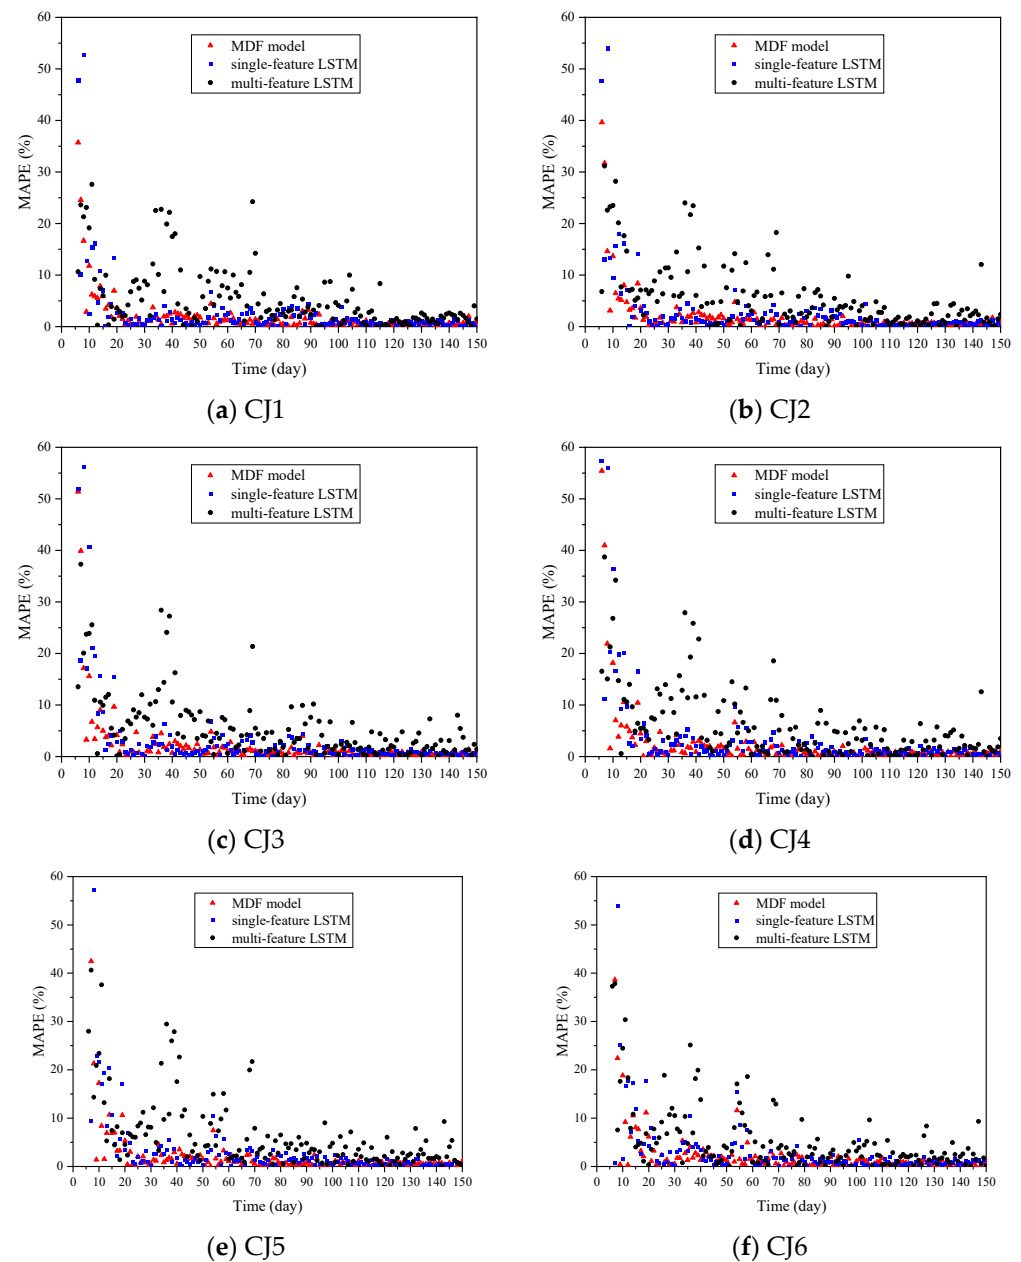 60
50
40
30
20
10
0
MAPE (%)
MDF model
single-feature LSTM
multi-feature LSTM
0 10 20 30 40 50 60 70 80 90 100 110 120 130 140 150
Time (day)
(a) CJ1
60
50
40
30
20
10
0
MAPE (%)
MDF model
single-feature LSTM
multi-feature LSTM
0 10 20 30 40 50 60 70 80 90 100 110 120 130 140 150
Time (day)
(b) CJ2
60
50
40
30
20
10
0
MAPE (%)
MDF model
single-feature LSTM
multi-feature LSTM
0 10 20 30 40 50 60 70 80 90 100 110 120 130 140 150
Time (day)
(c) CJ3
60
50
40
30
20
10
0
MAPE (%)
MDF model
single-feature LSTM
multi-feature LSTM
0 10 20 30 40 50 60 70 80 90 100 110 120 130 140 150
Time (day)
(d) CJ4
60
50
40
30
20
10
0
MAPE (%)
MDF model
single-feature LSTM
multi-feature LSTM
0 10 20 30 40 50 60 70 80 90 100 110 120 130 140 150
Time (day)
(e) CJ5
60
50
40
30
20
10
0
MAPE (%)
MDF model
single-feature LSTM
multi-feature LSTM
0 10 20 30 40 50 60 70 80 90 100 110 120 130 140 150
Time (day)
(f) CJ6